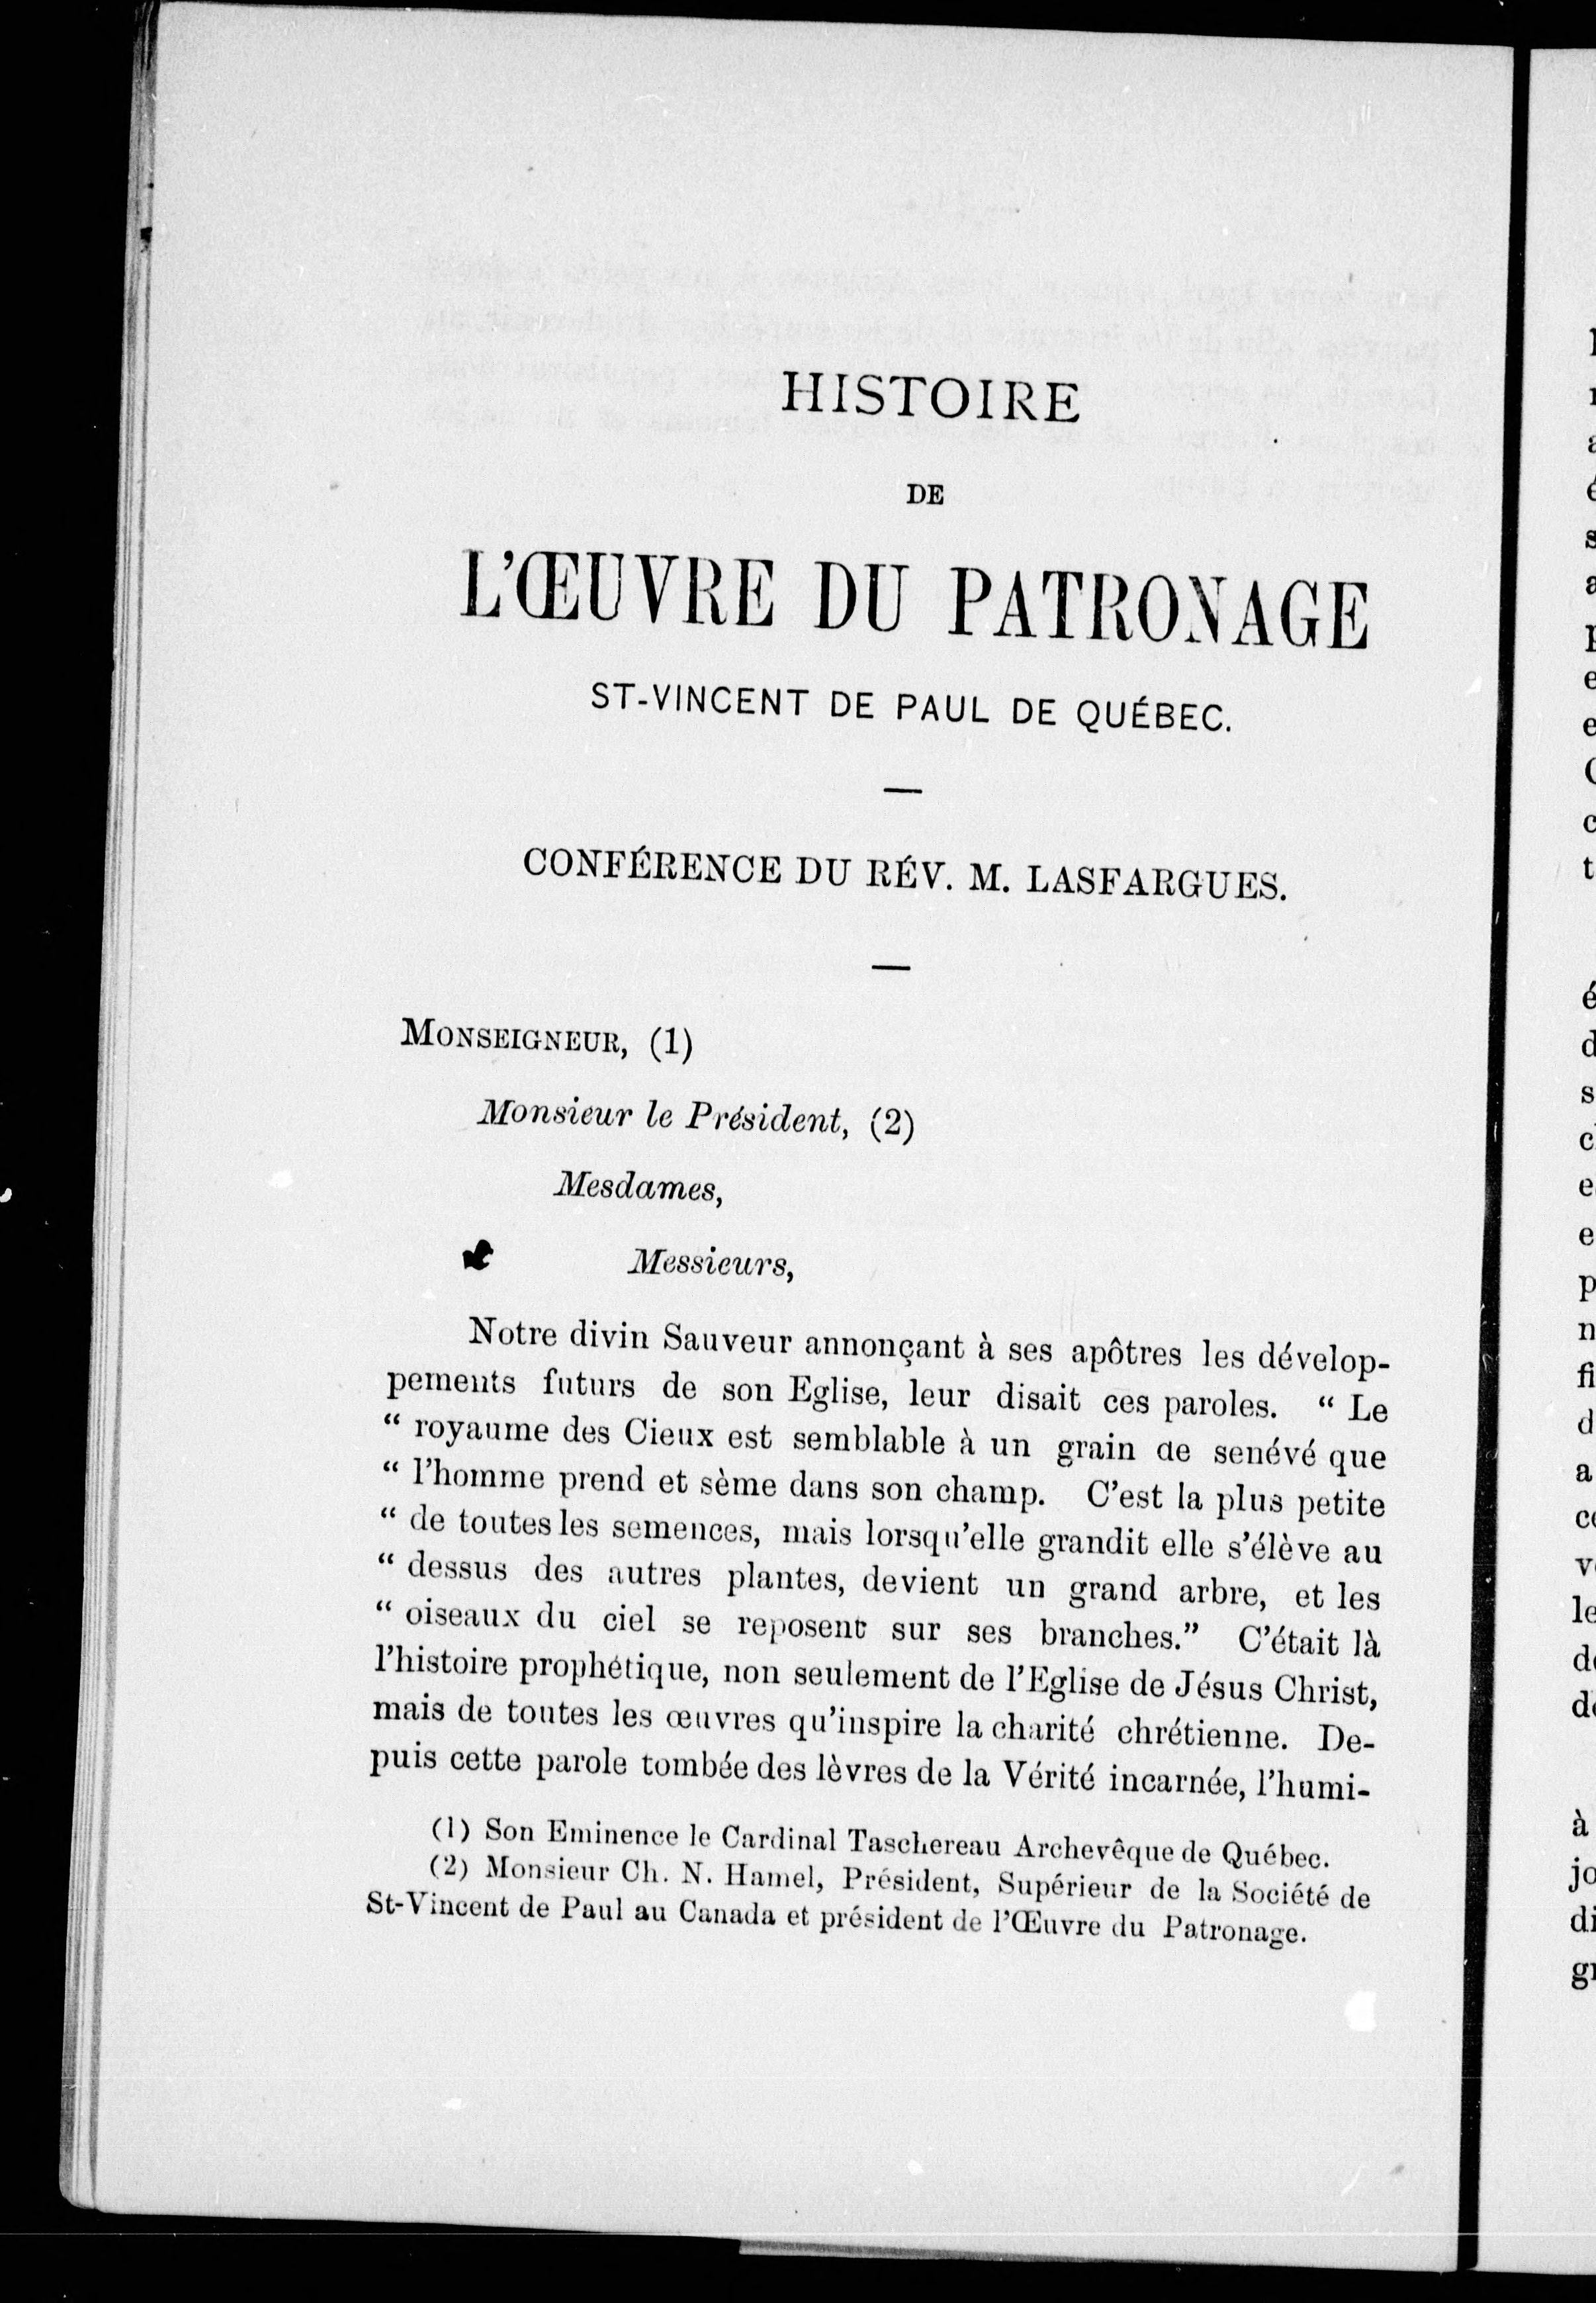 HISTOIRE
DE
L'ŒUVRE DU PATRONAGE
ST-VINCENT DE PAUL DE QUÉBEC.
CONFÉRENCE DU RÉV. M. LASFARGUES.
MONSEIGNEUR, (1)
Monsieur le Président, (2)
Mesdames,
Messieurs,
Notre divin Sauveur annonçant à ses apôtres les dévelop-
pements futurs de son Eglise, leur disait ces paroles. “ Le
“ royaume des Cieux est semblable à un grain de senévé que
“ l'homme prend et sème dans son champ. C'est la plus petite
“ de toutes les semences, mais lorsqu'elle grandit elle s'élève au
“ dessus des autres plantes, devient un grand arbre, et les
“ oiseaux du ciel se reposent sur ses branches.” C'était là
l'histoire prophétique, non seulement de l'Eglise de Jésus Christ,
mais de toutes les œuvres qu'inspire la charité chrétienne. De-
puis cette parole tombée des lèvres de la Vérité incarnée, l'humi-
(1) Son Eminence le Cardinal Taschereau Archevêque de Québec.
(2) Monsieur Ch. N. Hamel, Président, Supérieur de la Société de
St-Vincent de Paul au Canada et président de l'Œuvre du Patronage.